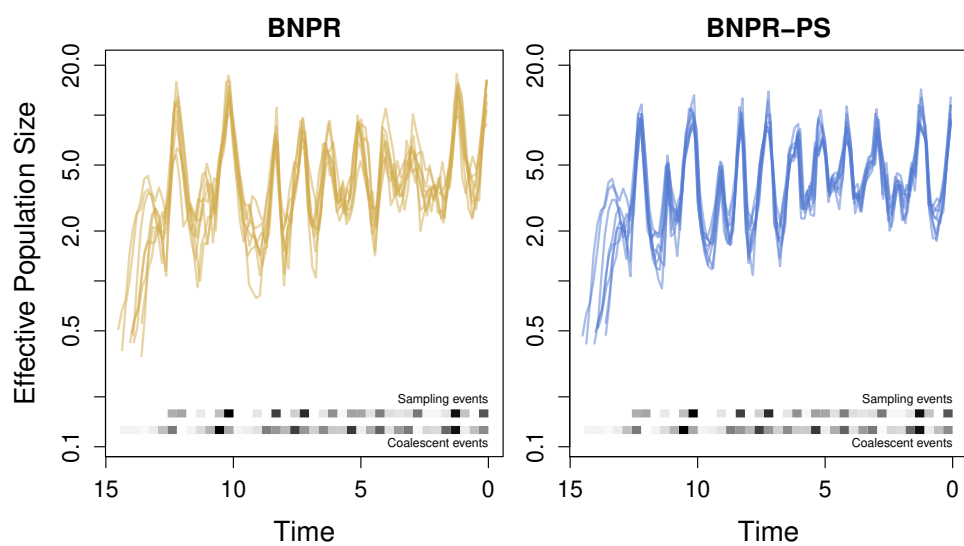 BNPR
BNPR−PS
Effective Population Size
20.0
5.0
2.0
0.5
0.1
Sampling events
Coalescent events
15
10
5
0
Time
20.0
5.0
2.0
0.5
0.1
Sampling events
Coalescent events
15
10
5
0
Time